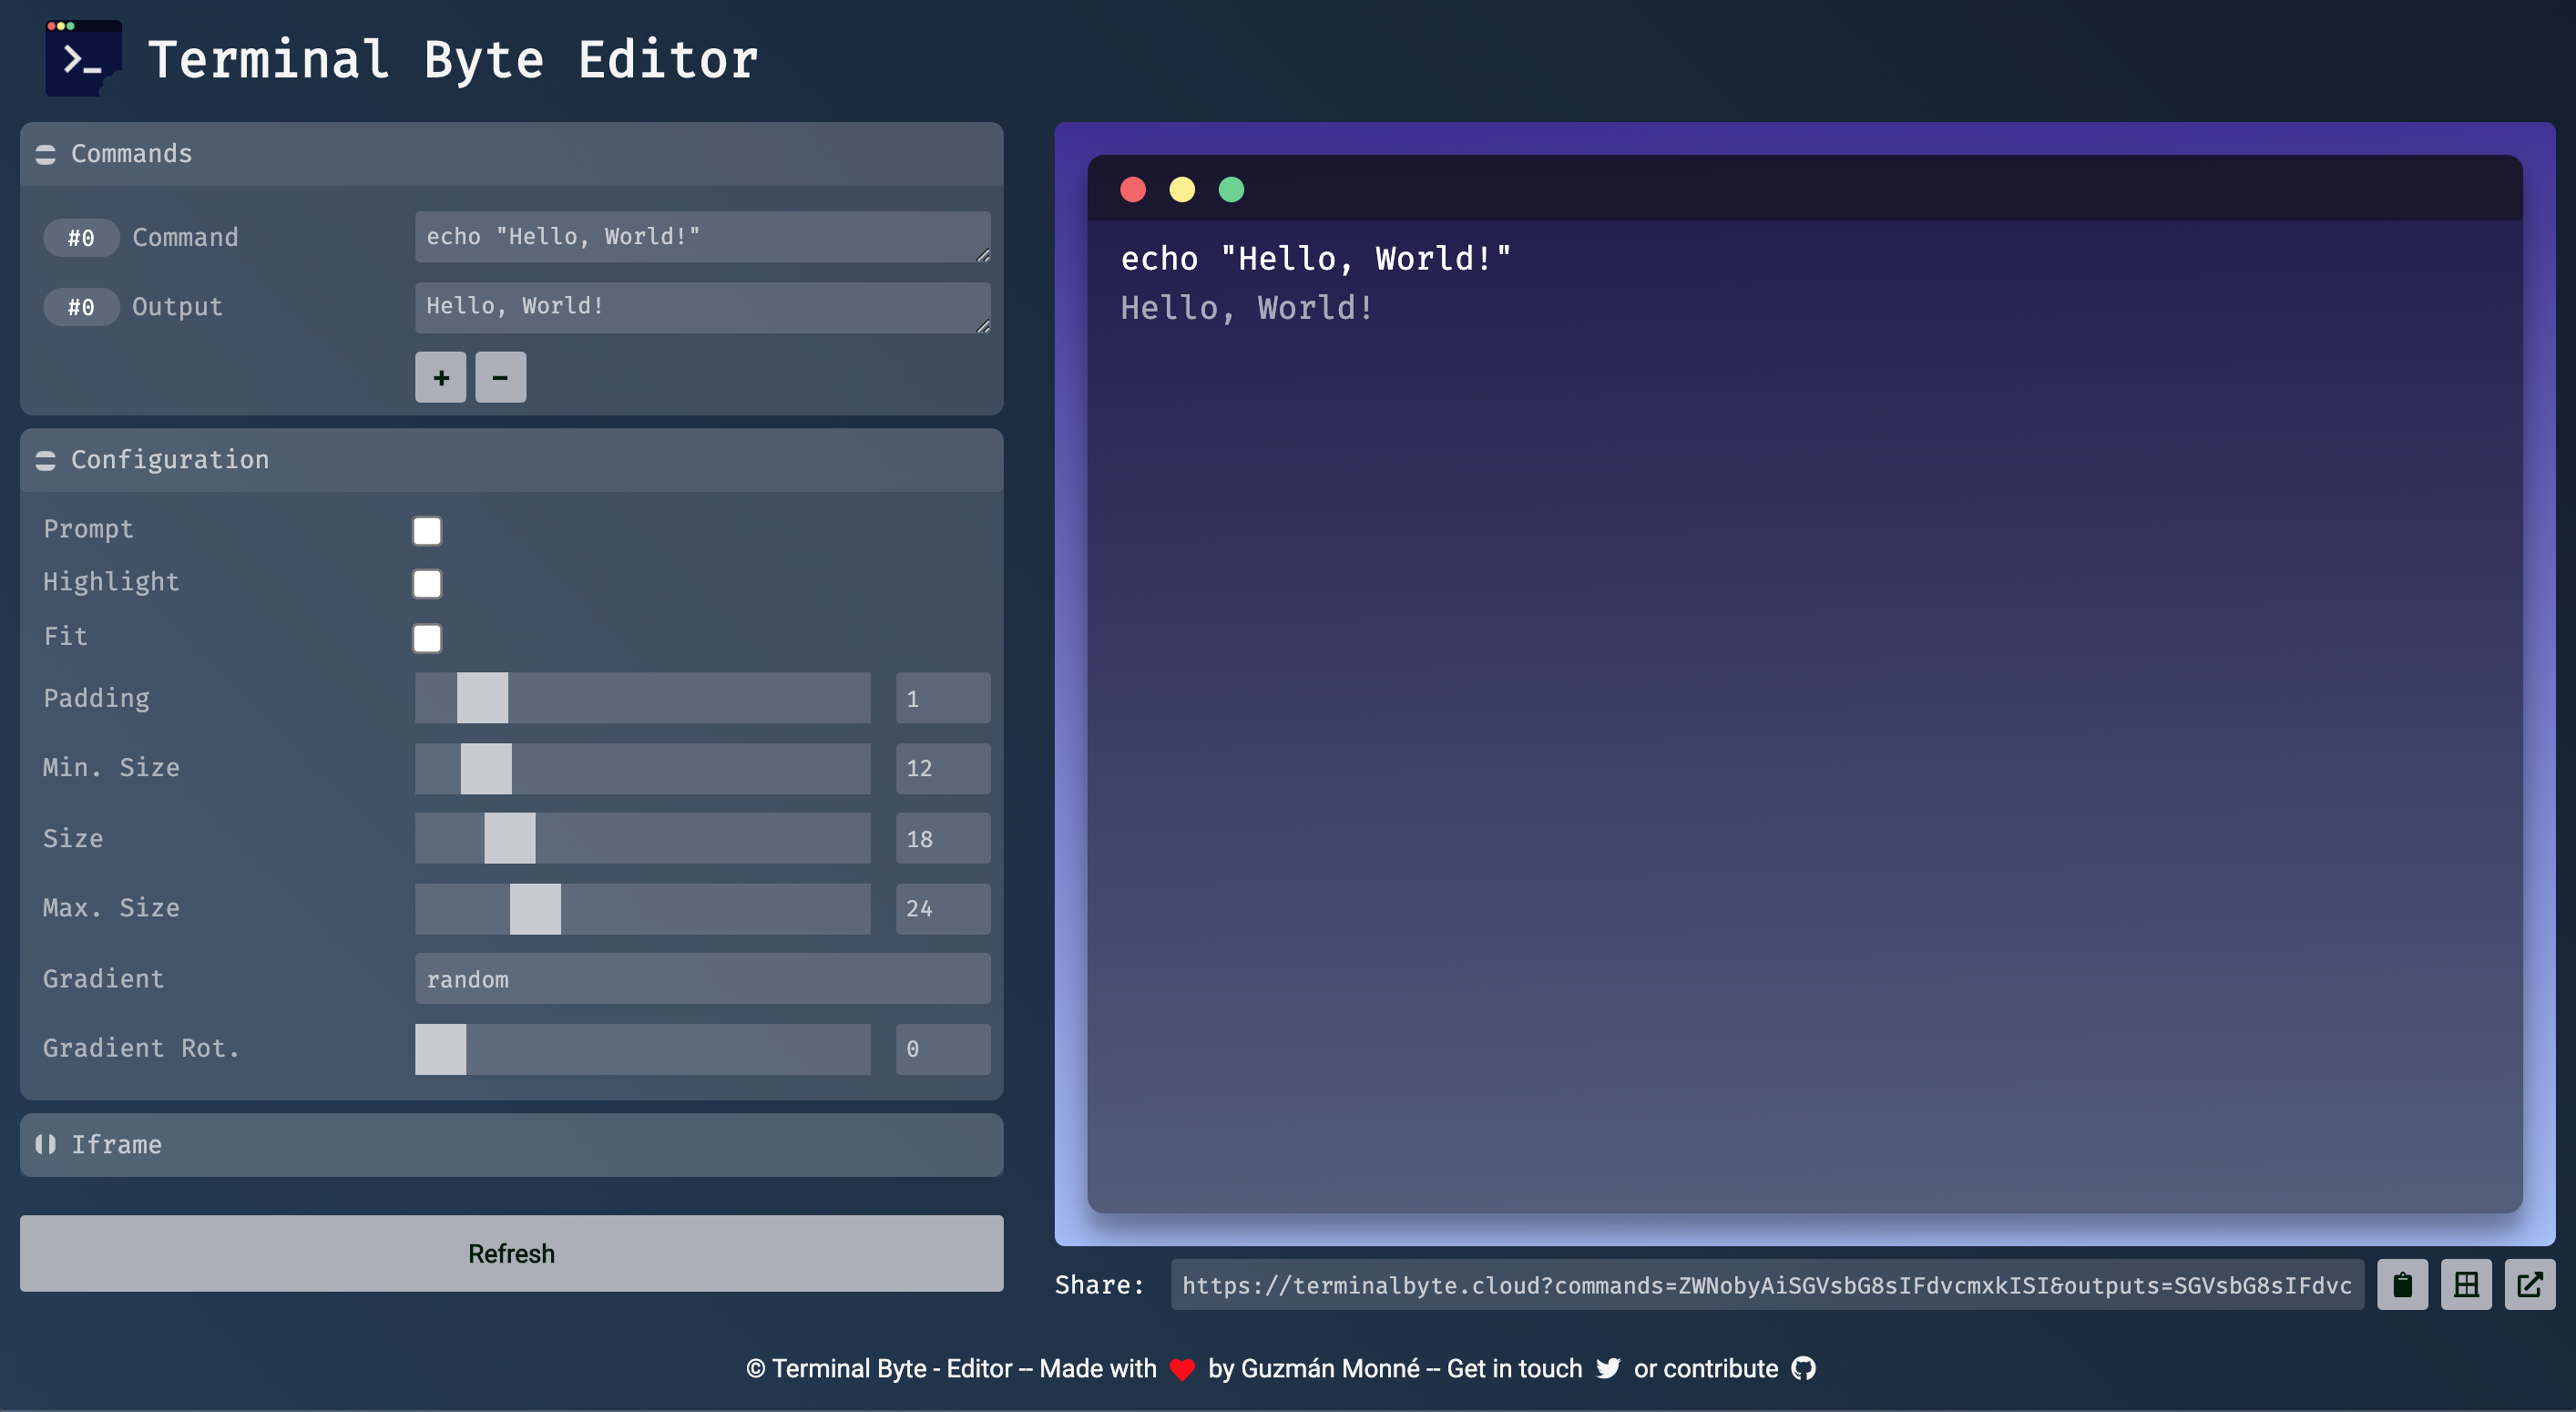 Terminal Byte Editor
Commands
#0 Command
echo "Hello, World!"
#0 Output
Hello, World!
+ -
Configuration
Prompt
Highlight
Fit
Padding
1
Min. Size
12
Size
18
Max. Size
24
Gradient
random
Gradient Rot.
0
Iframe
Refresh
echo "Hello, World!"
Hello, World!
Share: https://terminalbyte.cloud?commands=ZWNobyAiSGVsbG8sIFdvcmxkISI&outputs=SGVsbG8sIFdvc
© Terminal Byte - Editor -- Made with by Guzmán Monné -- Get in touch or contribute